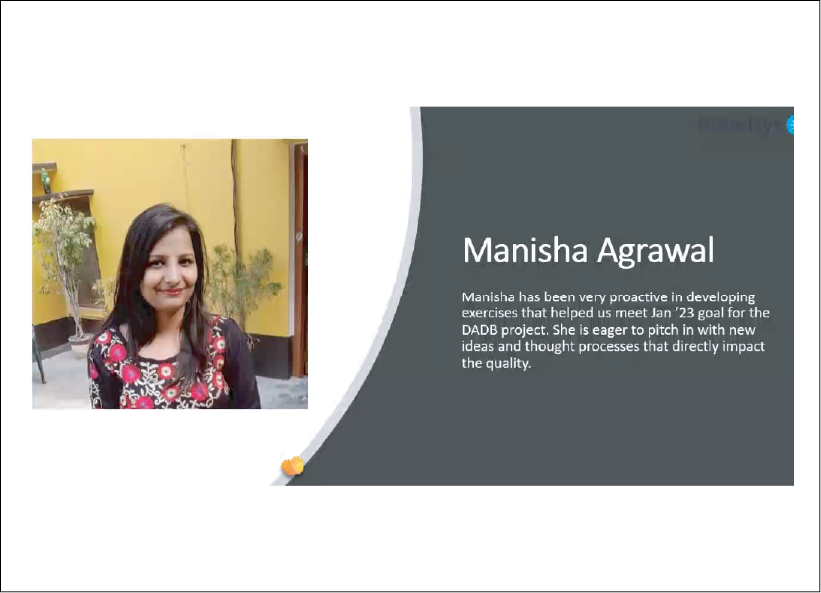 Manisha Agrawal
Manisha has been very proactive in developing
exercises that helped us meet Jan ’23 goal for the
DADB project. She is eager to pitch in with new
ideas and thought processes that directly impact
the quality.